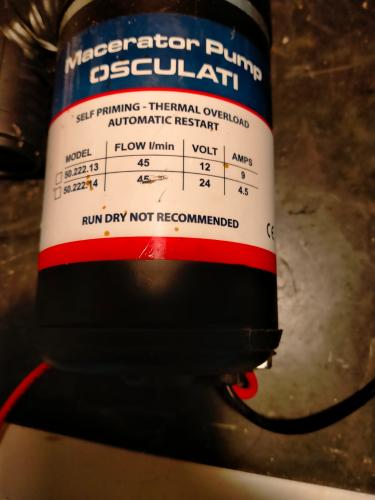 Macerator Pump
OSCULATI
SELF PRIMING - THERMAL OVERLOAD
AUTOMATIC RESTART
MODEL FLOW l/min VOLT AMPS
50.222.13 45 12 9
50.222.14 45 24 4.5
RUN DRY NOT RECOMMENDED
CE